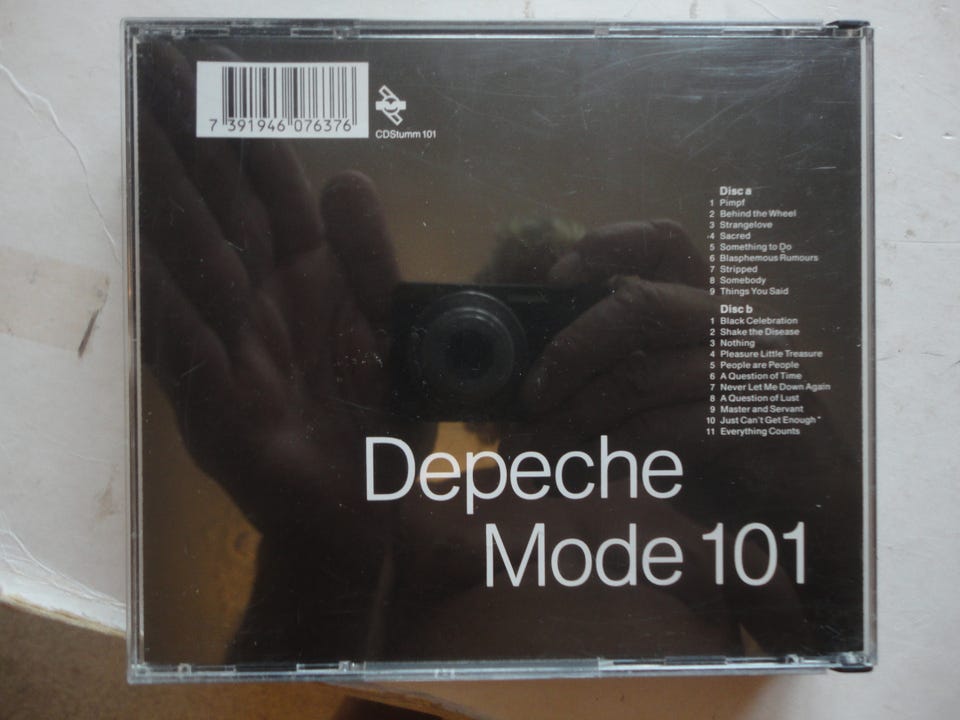 7 391946 076376
CDStumm 101
Disc a
1 Pimpf
2 Behind the Wheel
3 Strangelove
4 Sacred
5 Something to Do
6 Blasphemous Rumours
7 Stripped
8 Somebody
9 Things You Said
Disc b
1 Black Celebration
2 Shake the Disease
3 Nothing
4 Pleasure Little Treasure
5 People are People
6 A Question of Time
7 Never Let Me Down Again
8 A Question of Lust
9 Master and Servant
10 Just Can't Get Enough*
11 Everything Counts
Depeche
Mode 101